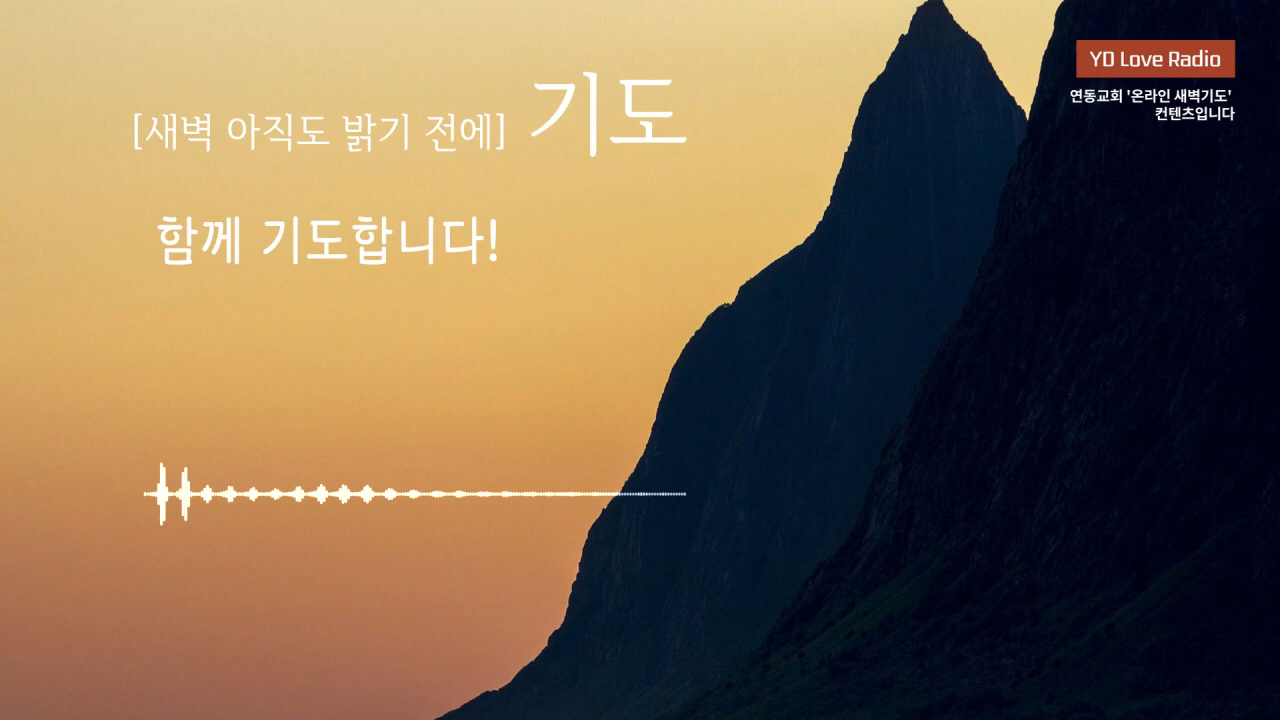 [새벽 아직도 밝기 전에] 기도
함께 기도합니다!
YD Love Radio
연동교회 '온라인 새벽기도'
컨텐츠입니다